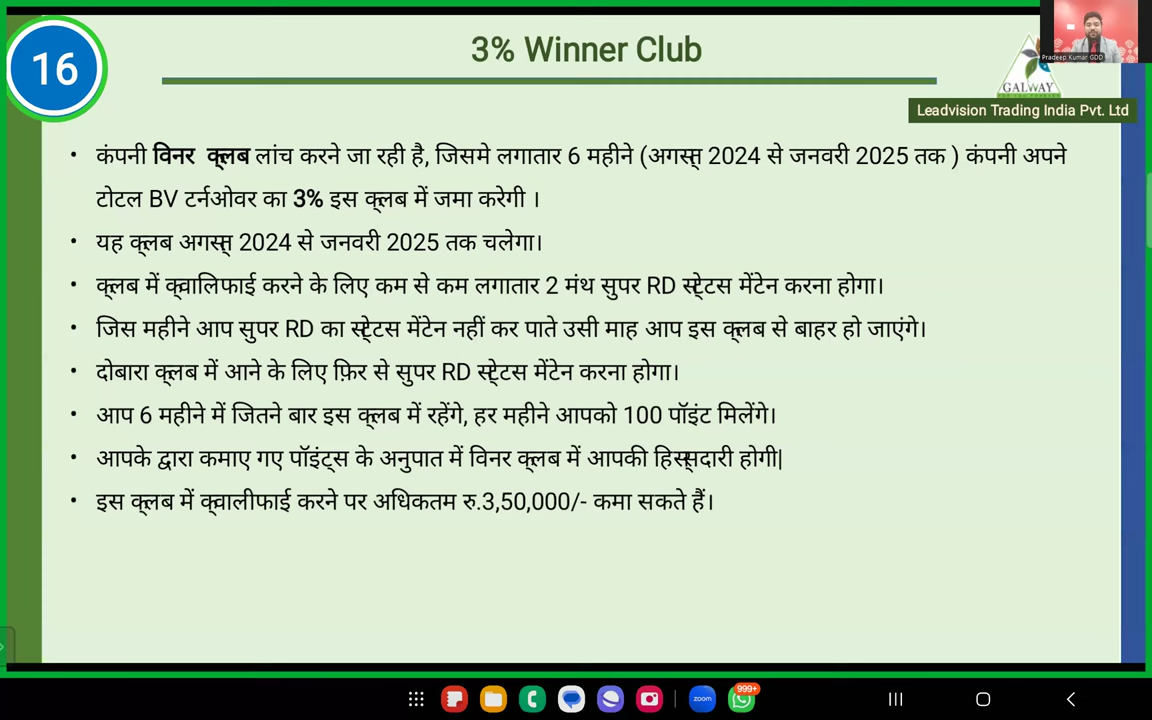 16
3% Winner Club
Pradeep Kumar GDD
GALWAY
Leadvision Trading India Pvt. Ltd
• कंपनी विनर क्लब लांच करने जा रही है, जिसमे लगातार 6 महीने (अगस्त 2024 से जनवरी 2025 तक ) कंपनी अपने
टोटल BV टर्नओवर का 3% इस क्लब में जमा करेगी ।
• यह क्लब अगस्त 2024 से जनवरी 2025 तक चलेगा।
• क्लब में क्वालिफाई करने के लिए कम से कम लगातार 2 मंथ सुपर RD स्टेटस मेंटेन करना होगा।
• जिस महीने आप सुपर RD का स्टेटस मेंटेन नहीं कर पाते उसी माह आप इस क्लब से बाहर हो जाएंगे।
• दोबारा क्लब में आने के लिए फ़िर से सुपर RD स्टेटस मेंटेन करना होगा।
• आप 6 महीने में जितने बार इस क्लब में रहेंगे, हर महीने आपको 100 पॉइंट मिलेंगे।
• आपके द्वारा कमाए गए पॉइंट्स के अनुपात में विनर क्लब में आपकी हिस्सदारी होगी|
• इस क्लब में क्वालीफाई करने पर अधिकतम रु.3,50,000/- कमा सकते हैं।
zoom
999+